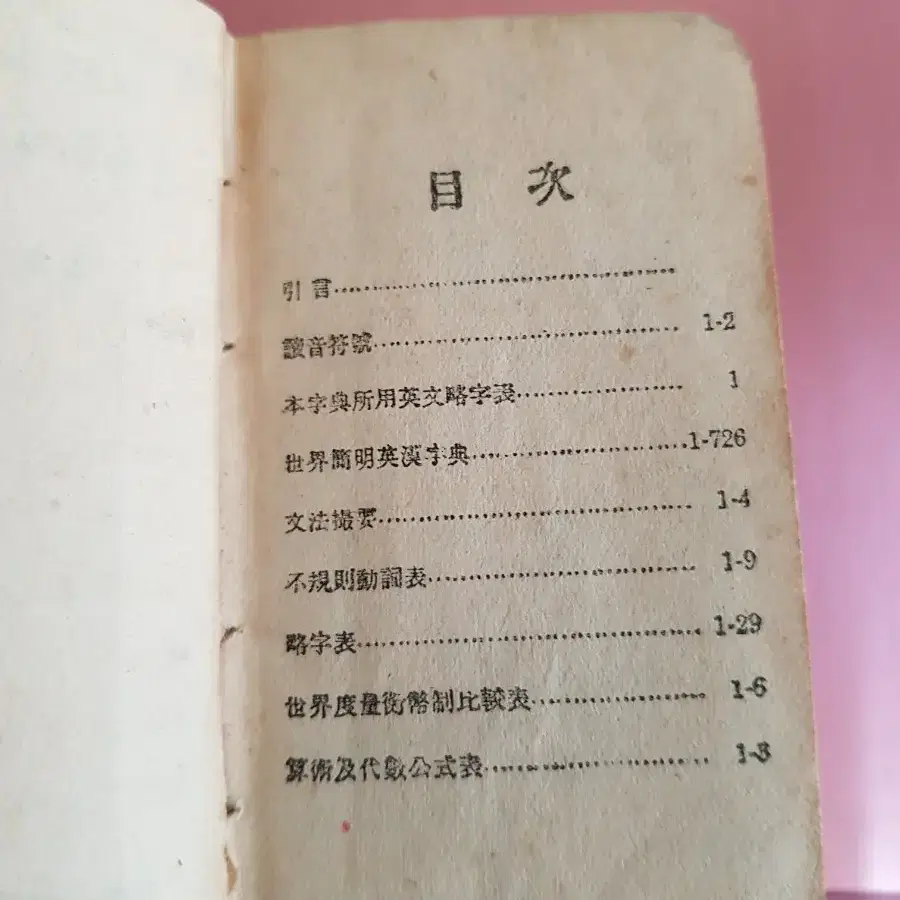 目 次
引言
讀音符號 1-2
本字典所用英文略字表 1
世界簡明英漢字典 1-726
文法撮要 1-4
不規則動詞表 1-9
略字表 1-29
世界度量衡幣制比較表 1-6
算術及代數公式表 1-3